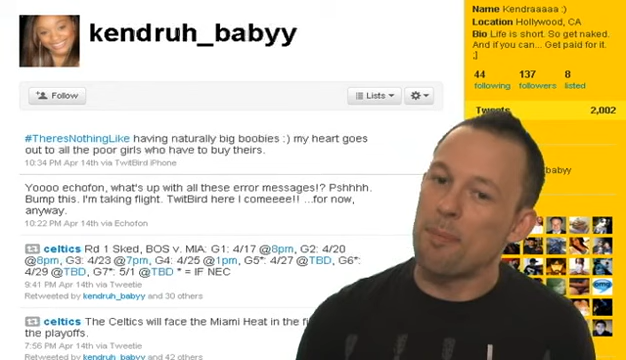 kendruh_babyy
Follow
Lists
#TheresNothingLike having naturally big boobies :) my heart goes
out to all the poor girls who have to buy theirs.
10:34 PM Apr 14th via TwitBird iPhone
Yoooo echofon, what's up with all these error messages!? Pshhhh.
Bump this. I'm taking flight. TwitBird here I comeeee!! ...for now,
anyway.
10:22 PM Apr 14th via Echofon
celtics Rd 1 Sked, BOS v. MIA: G1: 4/17 @8pm, G2: 4/20
@8pm, G3: 4/23 @7pm, G4: 4/25 @1pm, G5*: 4/27 @TBD, G6*:
4/29 @TBD, G7*: 5/1 @TBD * = IF NEC
9:41 PM Apr 14th via Tweetie
Retweeted by kendruh_babyy and 30 others
celtics The Celtics will face the Miami Heat in the fi
the playoffs.
7:56 PM Apr 14th via Tweetie
Retweeted by kendruh_babyy and 42 others
Name Kendraaaaa :)
Location Hollywood, CA
Bio Life is short. So get naked.
And if you can... Get paid for it.
;]
44 137 8
following followers listed
Tweets 2,002
babyy